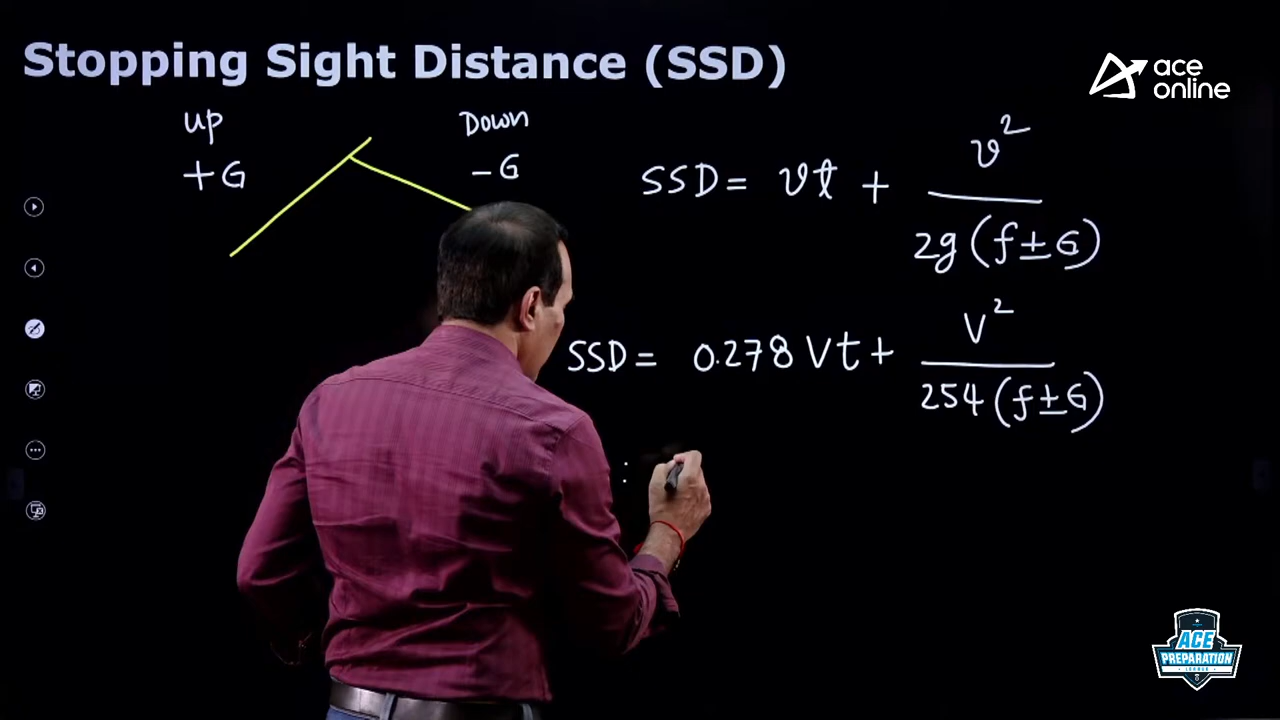 Stopping Sight Distance (SSD)
ace
online
up
+G
Down
-G
SSD = vt + v²/2g(f±G)
SSD = 0.278 Vt + V²/254(f±G)
:
ACE
PREPARATION